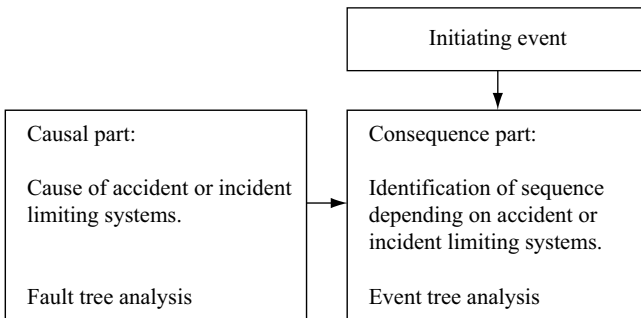 Initiating event
Causal part:
Cause of accident or incident
limiting systems.
Fault tree analysis
Consequence part:
Identification of sequence
depending on accident or
incident limiting systems.
Event tree analysis